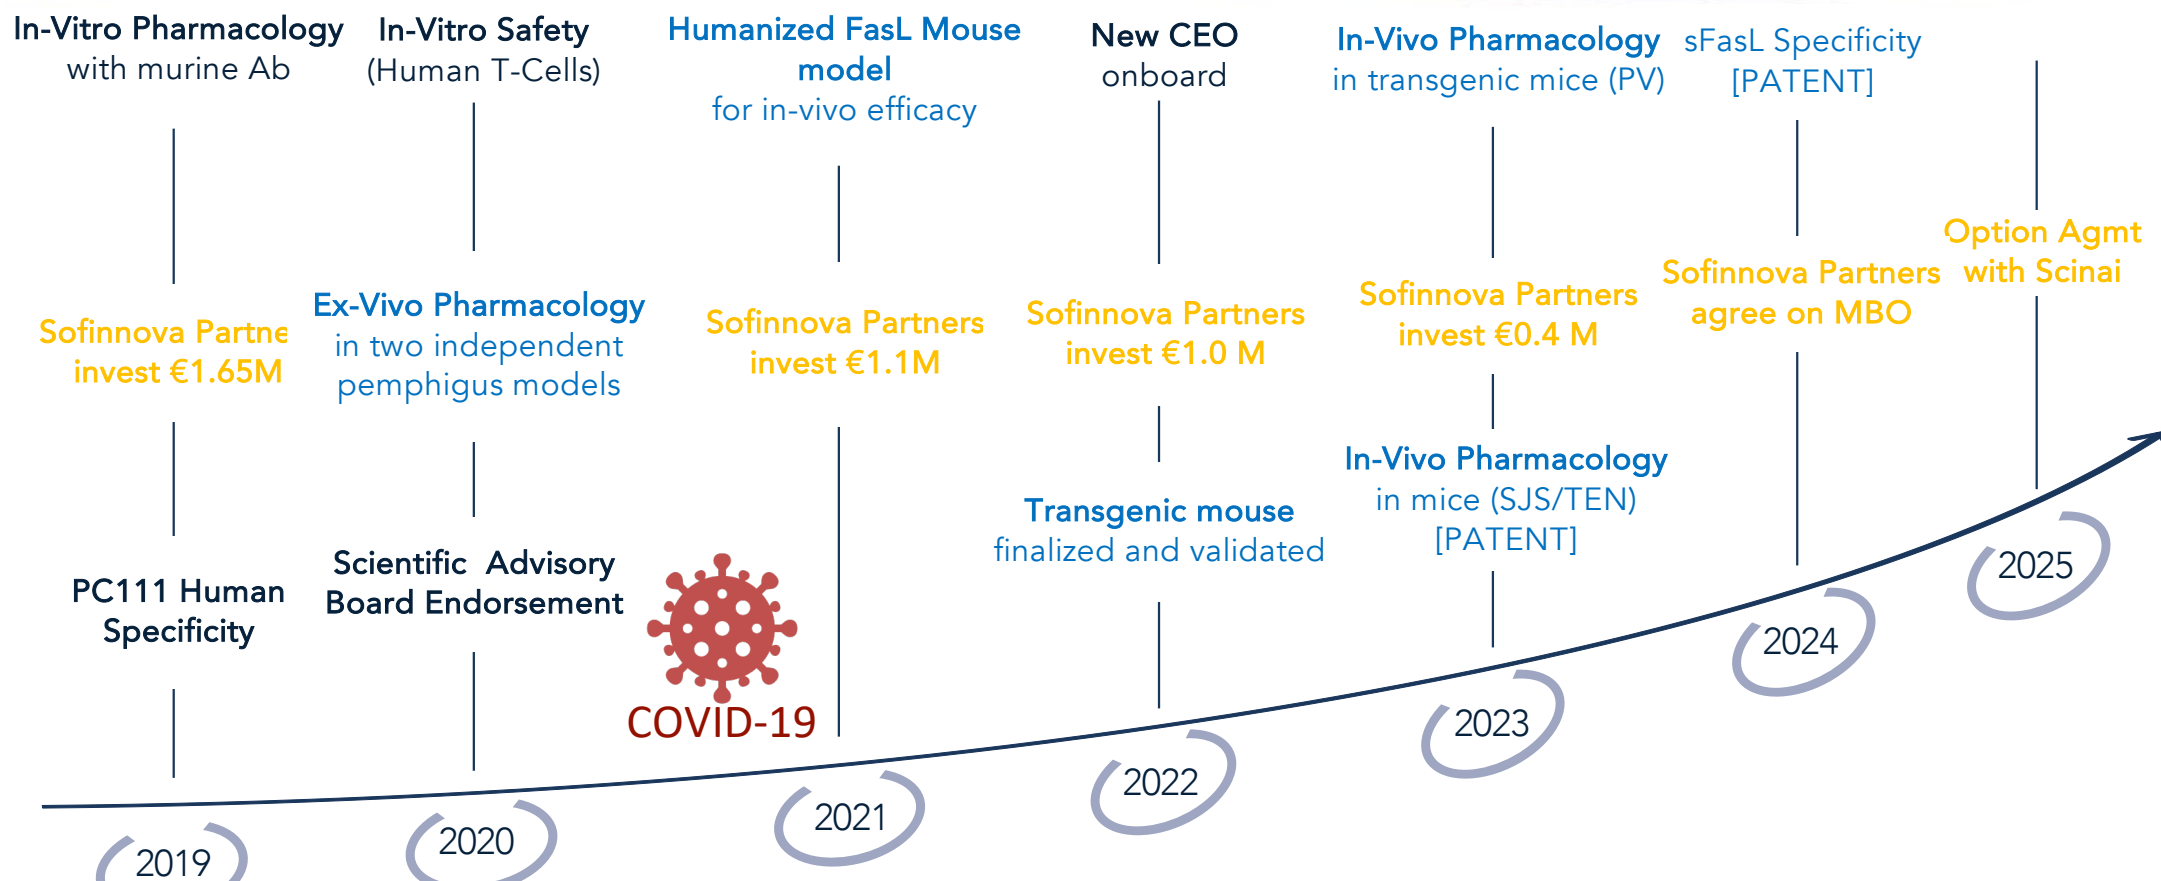 In-Vitro Pharmacology
with murine Ab
Sofinnova Partne
invest €1.65M
PC111 Human
Specificity
2019
In-Vitro Safety
(Human T-Cells)
Ex-Vivo Pharmacology
in two independent
pemphigus models
Scientific Advisory
Board Endorsement
2020
COVID-19
Humanized FasL Mouse
model
for in-vivo efficacy
Sofinnova Partners
invest €1.1M
2021
New CEO
onboard
Sofinnova Partners
invest €1.0 M
Transgenic mouse
finalized and validated
2022
In-Vivo Pharmacology
in transgenic mice (PV)
Sofinnova Partners
invest €0.4 M
In-Vivo Pharmacology
in mice (SJS/TEN)
[PATENT]
2023
sFasL Specificity
[PATENT]
Sofinnova Partners
agree on MBO
2024
Option Agmt
with Scinai
2025